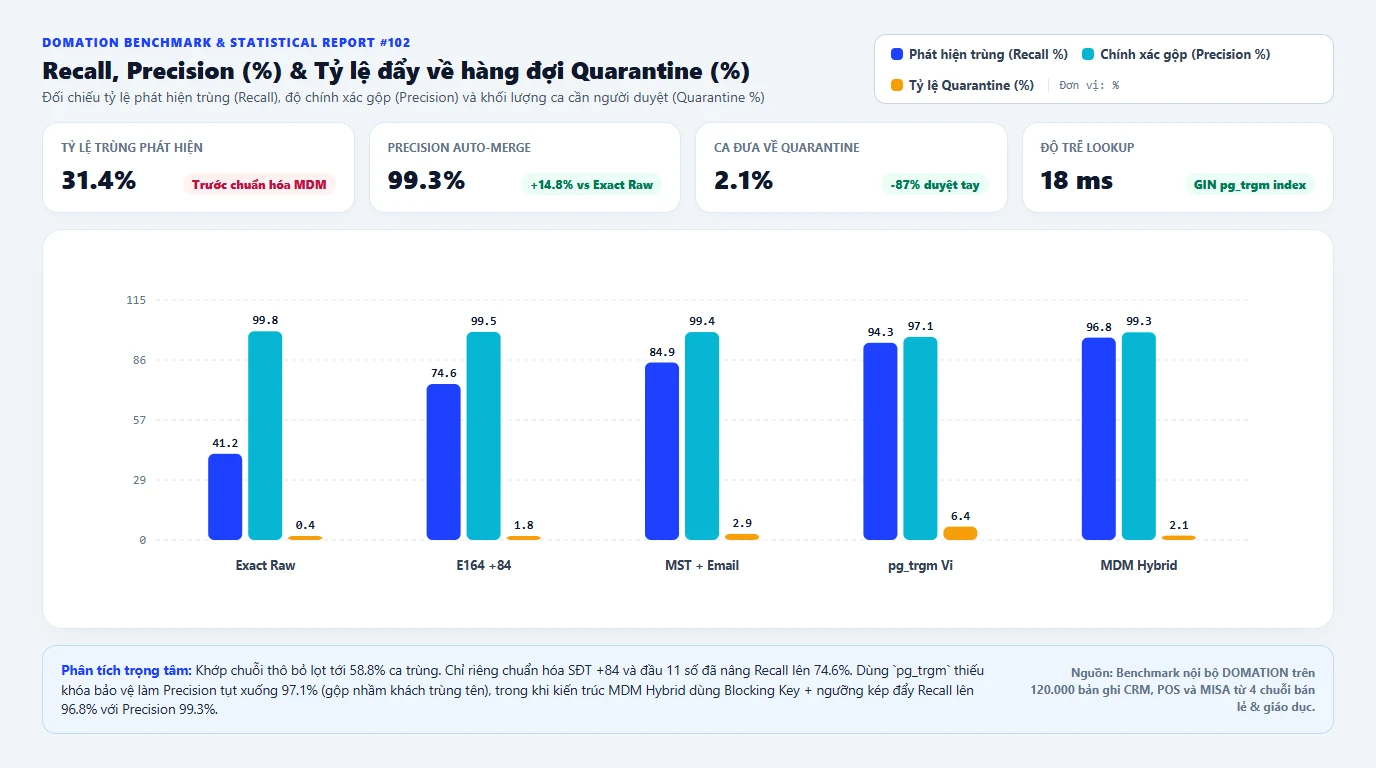 DOMATION BENCHMARK & STATISTICAL REPORT #102
Recall, Precision (%) & Tỷ lệ đẩy về hàng đợi Quarantine (%)
Đối chiếu tỷ lệ phát hiện trùng (Recall), độ chính xác gộp (Precision) và khối lượng ca cần người duyệt (Quarantine %)
Phát hiện trùng (Recall %) Chính xác gộp (Precision %)
Tỷ lệ Quarantine (%) Đơn vị: %
TỶ LỆ TRÙNG PHÁT HIỆN
31.4% Trước chuẩn hóa MDM
PRECISION AUTO-MERGE
99.3% +14.8% vs Exact Raw
CA ĐƯA VỀ QUARANTINE
2.1% -87% duyệt tay
ĐỘ TRỄ LOOKUP
18 ms GIN pg_trgm index
115
86
57
29
0
41.2 99.8 0.4
74.6 99.5 1.8
84.9 99.4 2.9
94.3 97.1 6.4
96.8 99.3 2.1
Exact Raw E164 +84 MST + Email pg_trgm Vi MDM Hybrid
Phân tích trọng tâm: Khớp chuỗi thô bỏ lọt tới 58.8% ca trùng. Chỉ riêng chuẩn hóa SĐT +84 và đầu 11 số đã nâng Recall lên 74.6%. Dùng `pg_trgm` thiếu
khóa bảo vệ làm Precision tụt xuống 97.1% (gộp nhầm khách trùng tên), trong khi kiến trúc MDM Hybrid dùng Blocking Key + ngưỡng kép đẩy Recall lên
96.8% với Precision 99.3%.
Nguồn: Benchmark nội bộ DOMATION trên
120.000 bản ghi CRM, POS và MISA từ 4 chuỗi bán
lẻ & giáo dục.